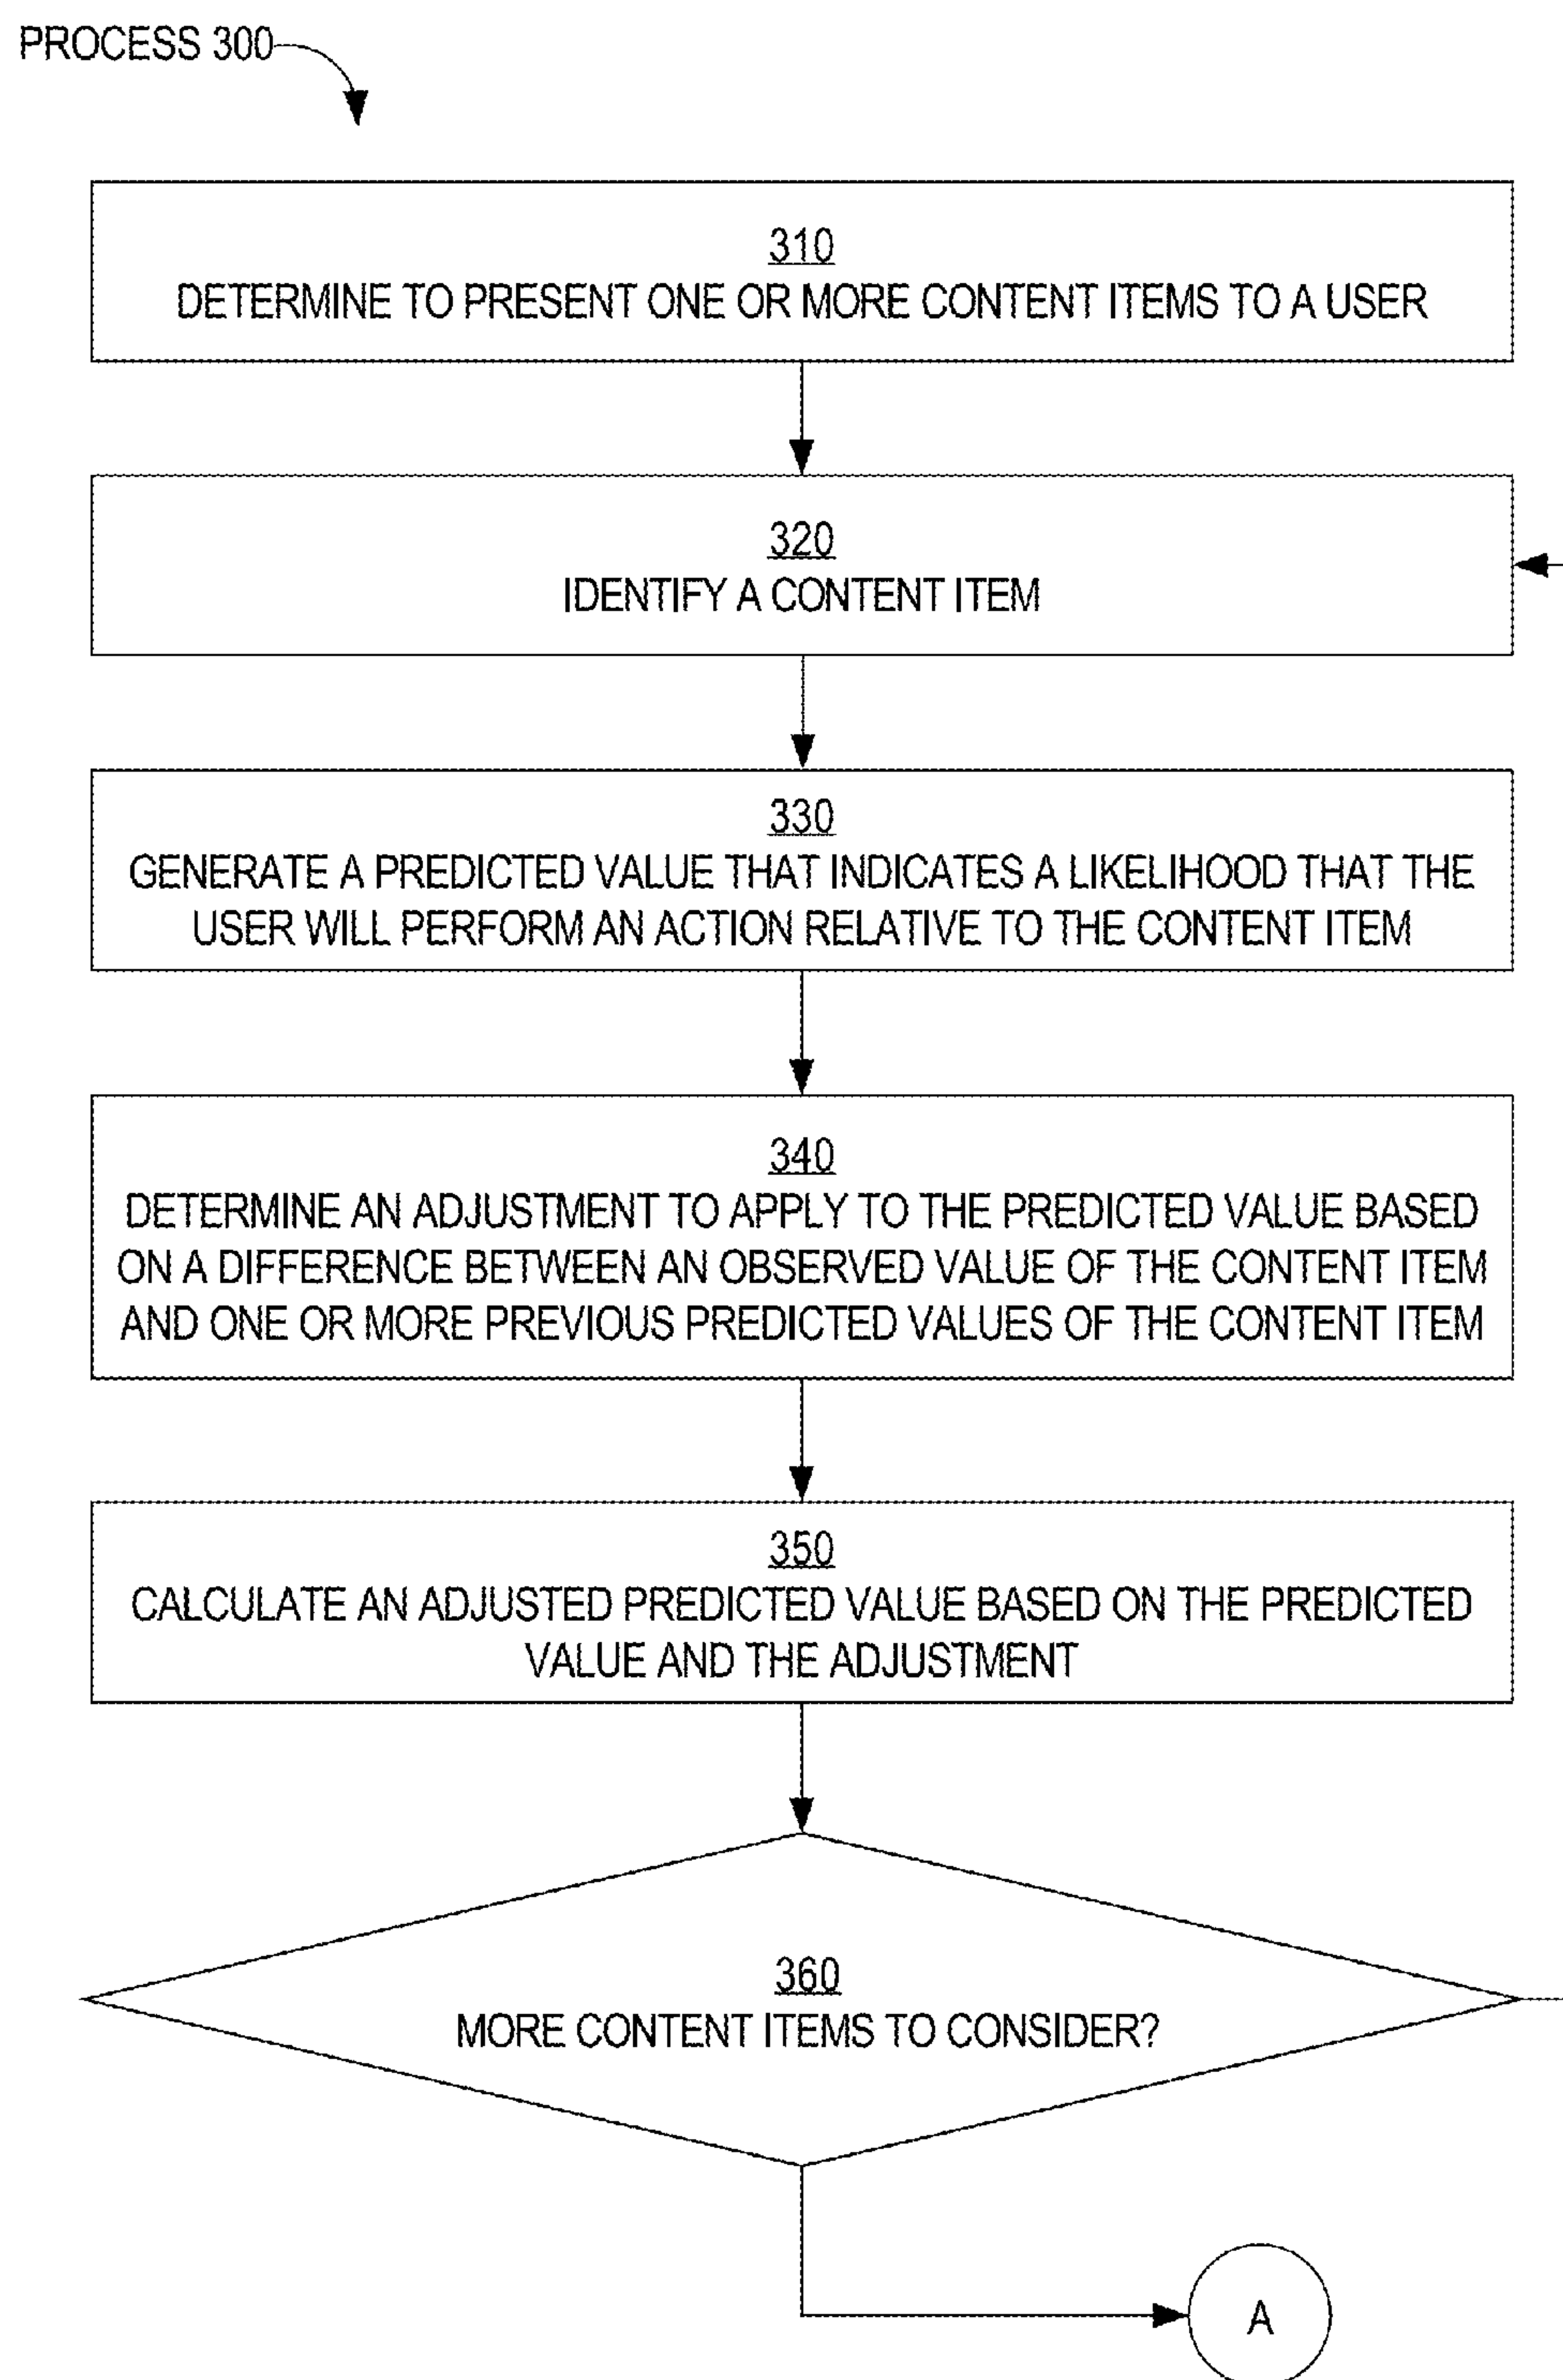 PROCESS 300
310
DETERMINE TO PRESENT ONE OR MORE CONTENT ITEMS TO A USER
320
IDENTIFY A CONTENT ITEM
330
GENERATE A PREDICTED VALUE THAT INDICATES A LIKELIHOOD THAT THE
USER WILL PERFORM AN ACTION RELATIVE TO THE CONTENT ITEM
340
DETERMINE AN ADJUSTMENT TO APPLY TO THE PREDICTED VALUE BASED
ON A DIFFERENCE BETWEEN AN OBSERVED VALUE OF THE CONTENT ITEM
AND ONE OR MORE PREVIOUS PREDICTED VALUES OF THE CONTENT ITEM
350
CALCULATE AN ADJUSTED PREDICTED VALUE BASED ON THE PREDICTED
VALUE AND THE ADJUSTMENT
360
MORE CONTENT ITEMS TO CONSIDER?
A